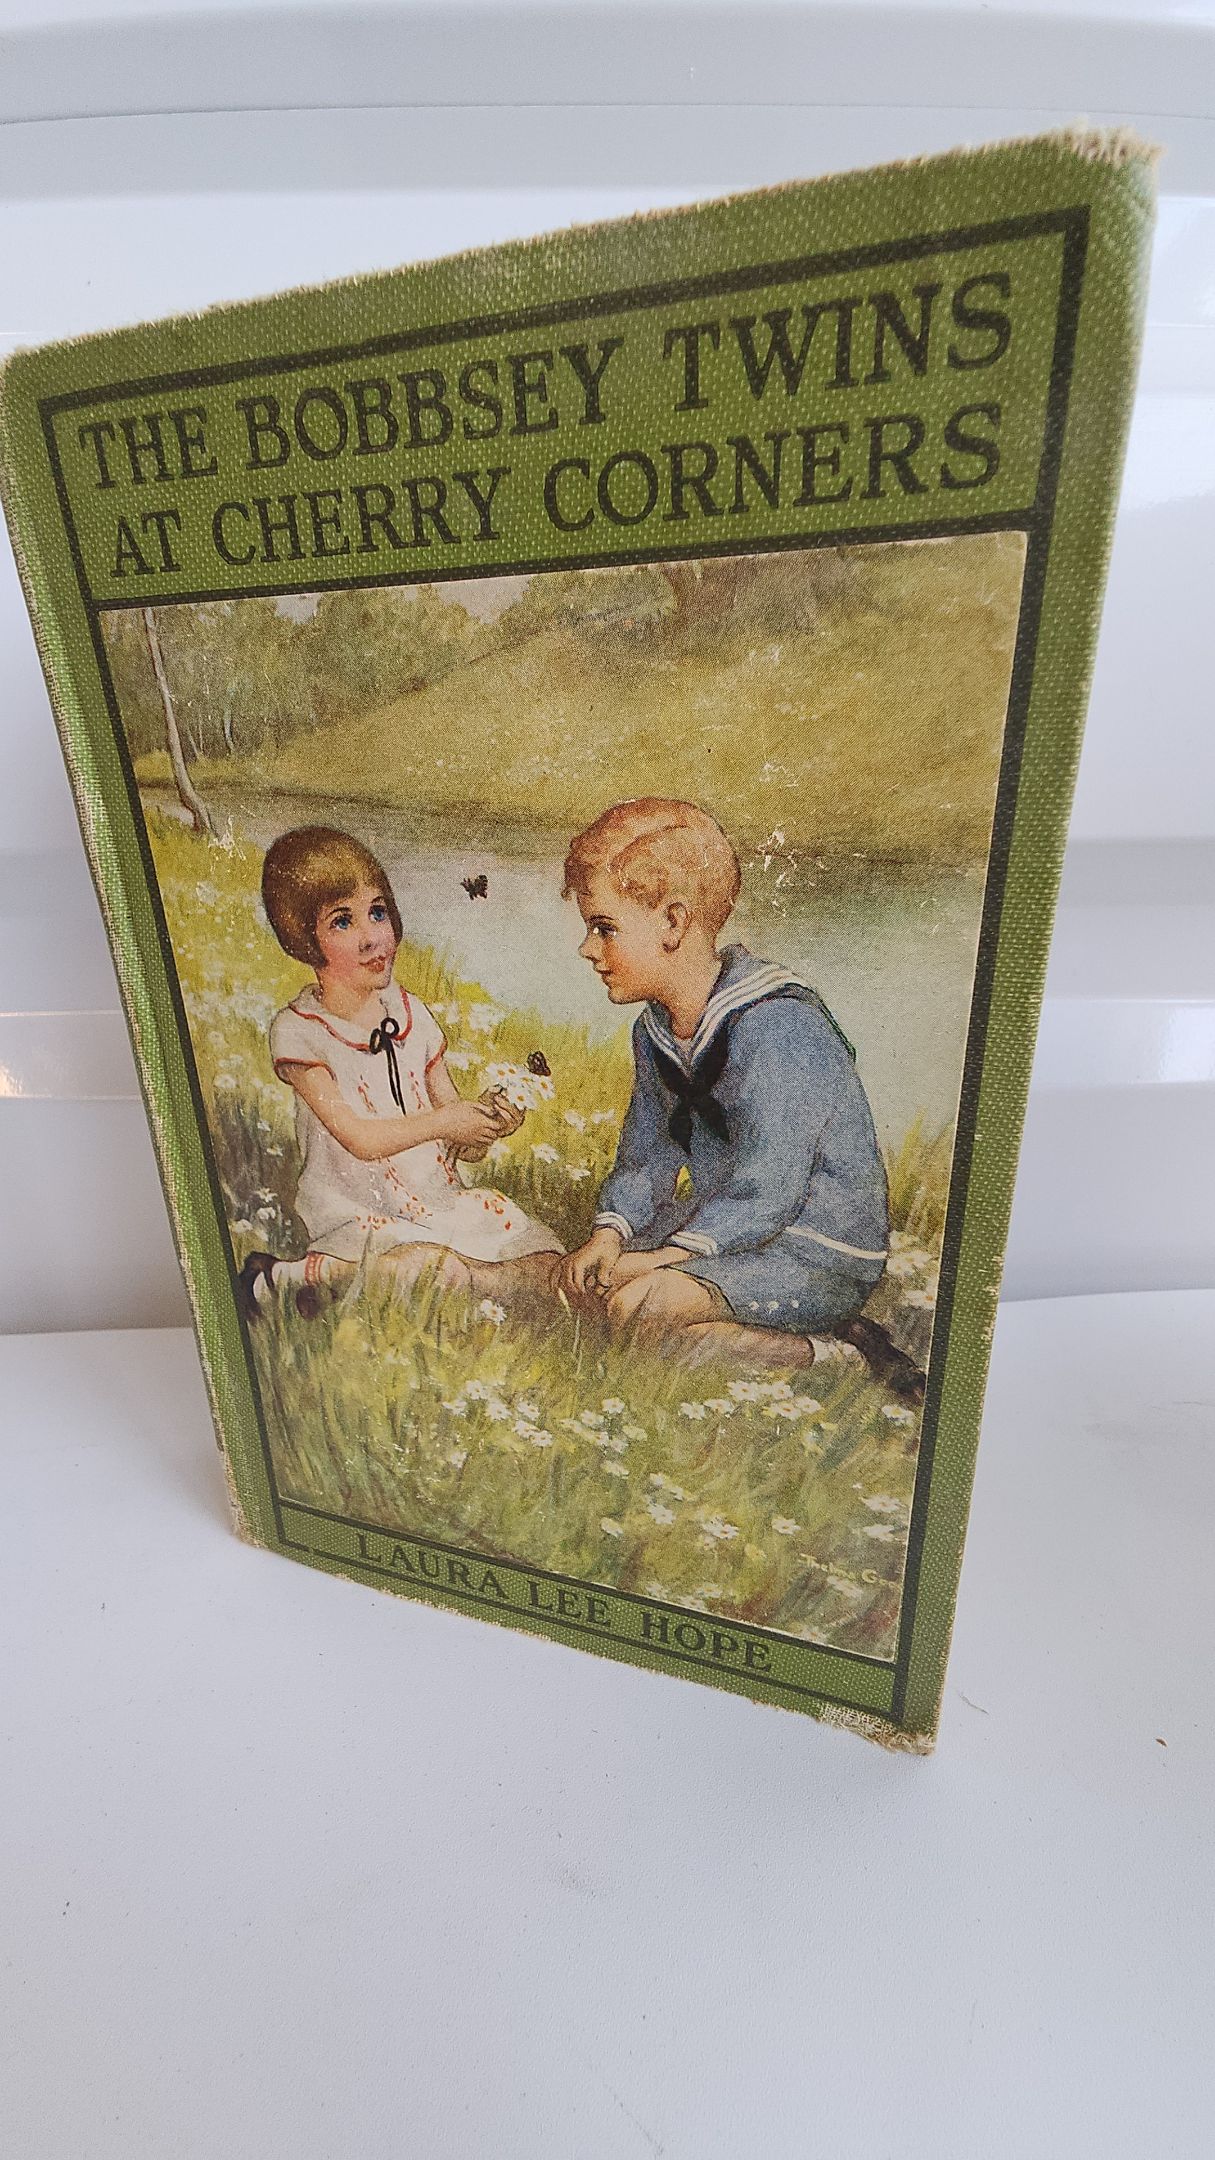 THE BOBBSEY TWINS
AT CHERRY CORNERS
LAURA LEE HOPE